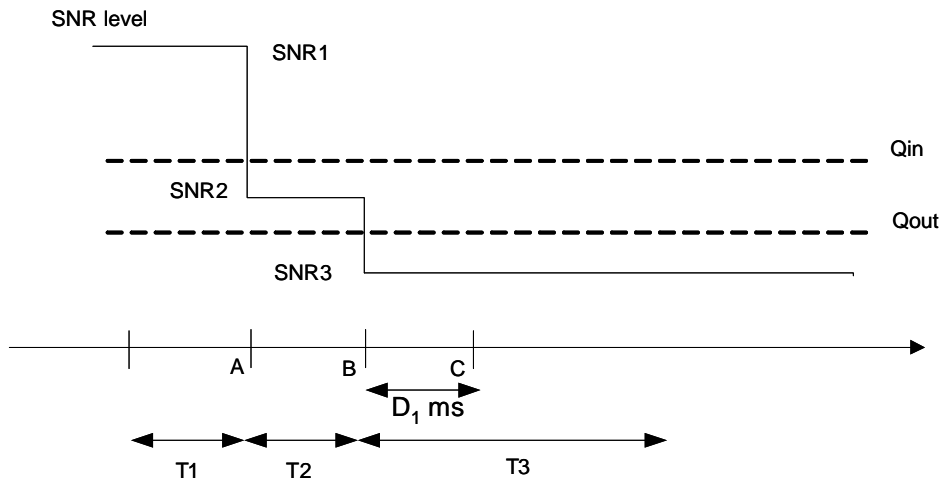 SNR level
SNR1
Qin
SNR2
Qout
SNR3
A
B
C
D₁ ms
T1
T2
T3